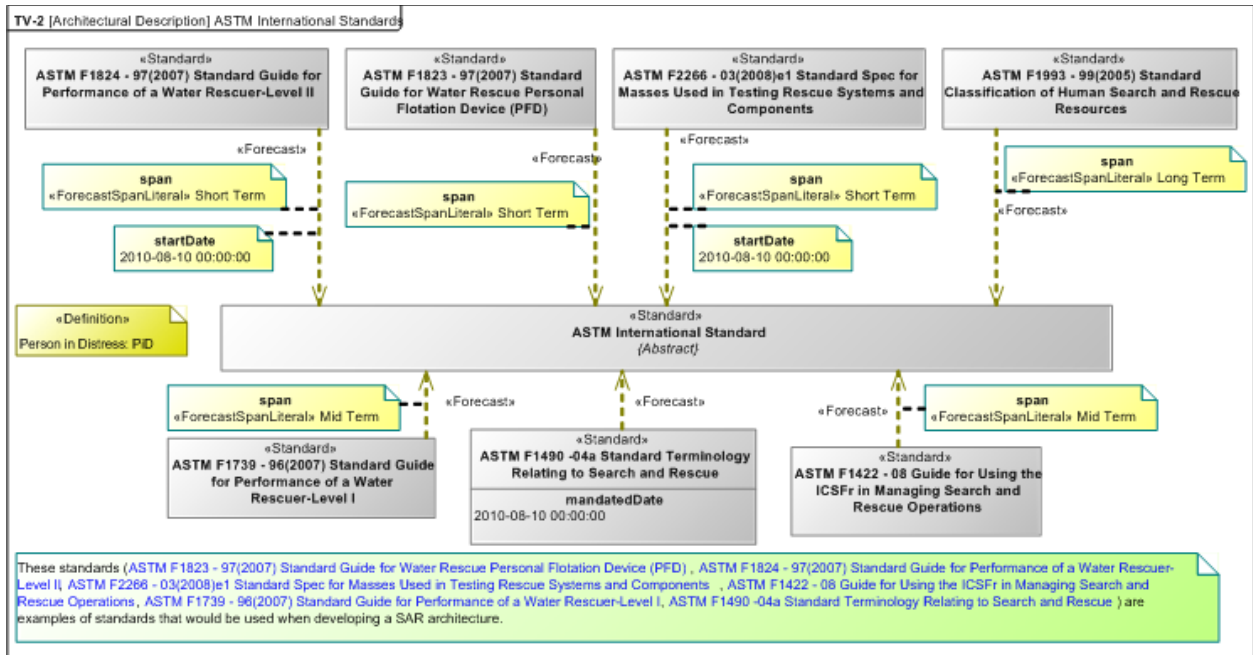 TV-2 [Architectural Description] ASTM International Standards
«Standard»
ASTM F1824 - 97(2007) Standard Guide for
Performance of a Water Rescuer-Level II
«Standard»
ASTM F1823 - 97(2007) Standard
Guide for Water Rescue Personal
Flotation Device (PFD)
«Standard»
ASTM F2266 - 03(2008)e1 Standard Spec for
Masses Used in Testing Rescue Systems and
Components
«Standard»
ASTM F1993 - 99(2005) Standard
Classification of Human Search and Rescue
Resources
«Forecast»
span
«ForecastSpanLiteral» Short Term
startDate
2010-08-10 00:00:00
«Forecast»
span
«ForecastSpanLiteral» Short Term
«Forecast»
span
«ForecastSpanLiteral» Short Term
startDate
2010-08-10 00:00:00
span
«ForecastSpanLiteral» Long Term
«Forecast»
«Definition»
Person in Distress: PiD
«Standard»
ASTM International Standard
{Abstract}
span
«ForecastSpanLiteral» Mid Term
«Forecast»
«Forecast»
«Forecast»
span
«ForecastSpanLiteral» Mid Term
«Standard»
ASTM F1739 - 96(2007) Standard Guide
for Performance of a Water
Rescuer-Level I
«Standard»
ASTM F1490 -04a Standard Terminology
Relating to Search and Rescue
mandatedDate
2010-08-10 00:00:00
«Standard»
ASTM F1422 - 08 Guide for Using the
ICSFr in Managing Search and
Rescue Operations
These standards (ASTM F1823 - 97(2007) Standard Guide for Water Rescue Personal Flotation Device (PFD) , ASTM F1824 - 97(2007) Standard Guide for Performance of a Water Rescuer-
Level II, ASTM F2266 - 03(2008)e1 Standard Spec for Masses Used in Testing Rescue Systems and Components , ASTM F1422 - 08 Guide for Using the ICSFr in Managing Search and
Rescue Operations, ASTM F1739 - 96(2007) Standard Guide for Performance of a Water Rescuer-Level I, ASTM F1490 -04a Standard Terminology Relating to Search and Rescue ) are
examples of standards that would be used when developing a SAR architecture.